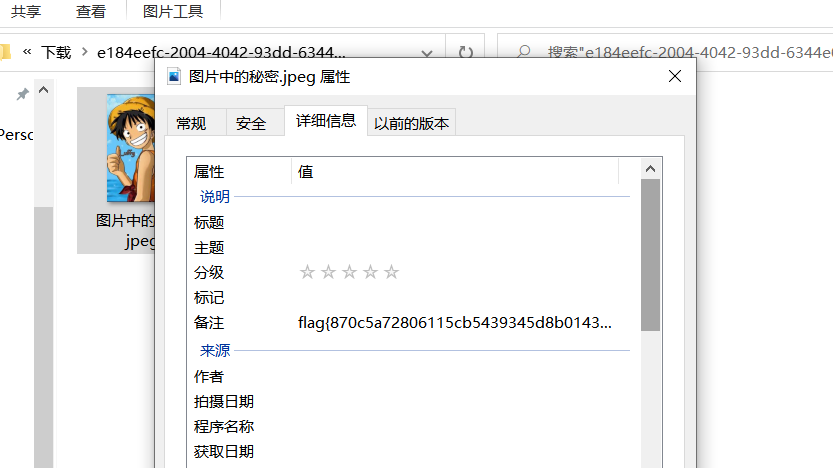 共享 查看 图片工具
« 下载 › e184eefc-2004-4042-93dd-6344... 搜索"e184eefc-2004-4042-93dd-6344e
图片中的秘密.jpeg 属性
常规 安全 详细信息 以前的版本
Perso
属性 值
说明
标题
图片中的
主题
jpeg
分级 ☆☆☆☆☆
标记
备注 flag{870c5a72806115cb5439345d8b0143...
来源
作者
拍摄日期
程序名称
获取日期